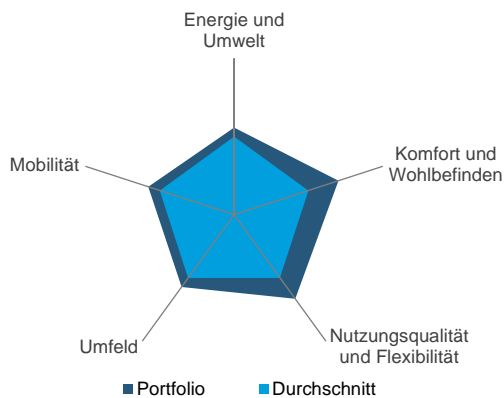 Energie und
Umwelt
Komfort und
Wohlbefinden
Mobilität
Nutzungsqualität
und Flexibilität
Umfeld
Portfolio
Durchschnitt